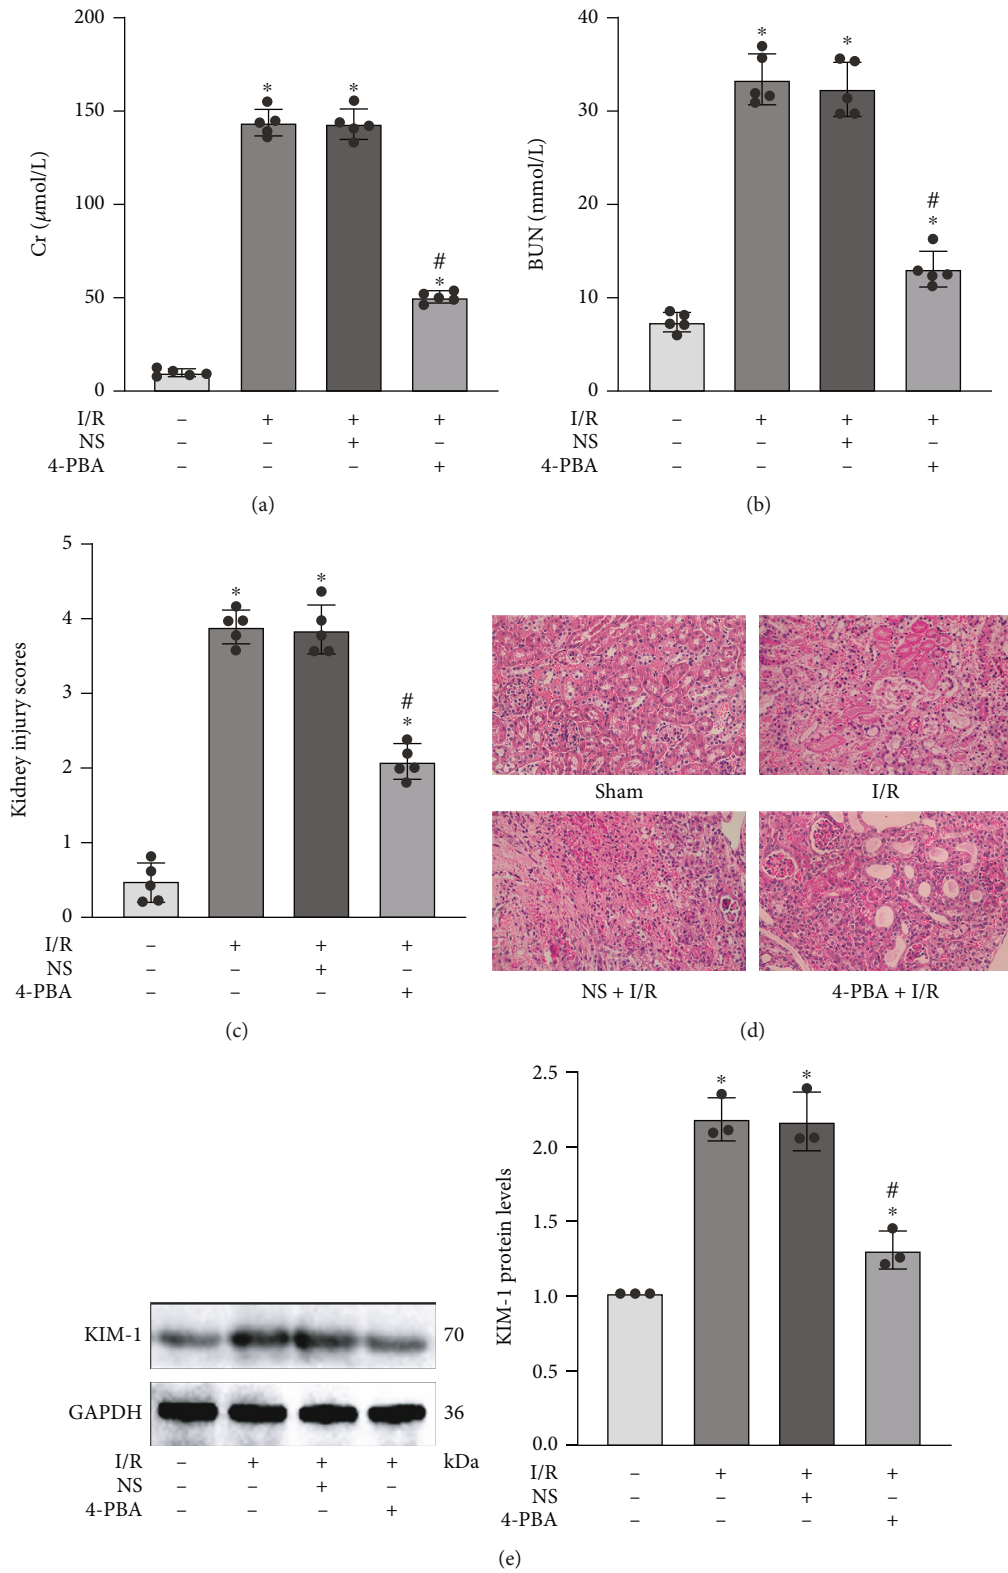 200
150
100
50
0
Cr (μmol/L)
*
*
#
*
I/R – + + +
NS – – + –
4-PBA – – – +
(a)
40
30
20
10
0
BUN (mmol/L)
*
*
#
*
I/R – + + +
NS – – + –
4-PBA – – – +
(b)
5
4
3
2
1
0
Kidney injury scores
*
*
#
*
I/R – + + +
NS – – + –
4-PBA – – – +
(c)
Sham
I/R
NS + I/R
4-PBA + I/R
(d)
KIM-1 70
GAPDH 36
I/R – + + + kDa
NS – – + –
4-PBA – – – +
2.5
2.0
1.5
1.0
0.5
0.0
KIM-1 protein levels
*
*
#
*
I/R – + + +
NS – – + –
4-PBA – – – +
(e)